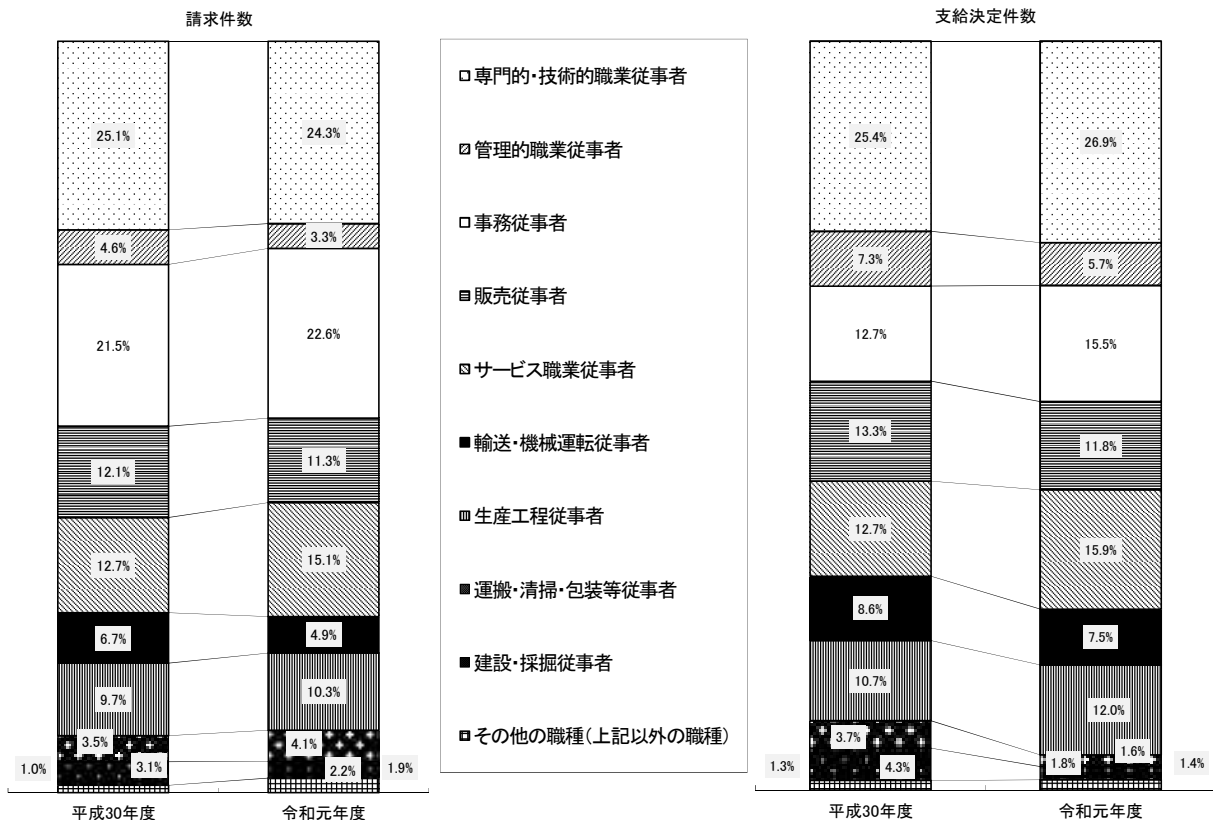 請求件数
25.1%
4.6%
21.5%
12.1%
12.7%
6.7%
9.7%
3.5%
3.1%
1.0%
平成30年度
24.3%
3.3%
22.6%
11.3%
15.1%
4.9%
10.3%
4.1%
2.2%
1.9%
令和元年度
専門的・技術的職業従事者
管理的職業従事者
事務従事者
販売従事者
サービス職業従事者
輸送・機械運転従事者
生産工程従事者
運搬・清掃・包装等従事者
建設・採掘従事者
その他の職種(上記以外の職種)
支給決定件数
25.4%
7.3%
12.7%
13.3%
12.7%
8.6%
10.7%
3.7%
4.3%
1.3%
平成30年度
26.9%
5.7%
15.5%
11.8%
15.9%
7.5%
12.0%
1.6%
1.8%
1.4%
令和元年度